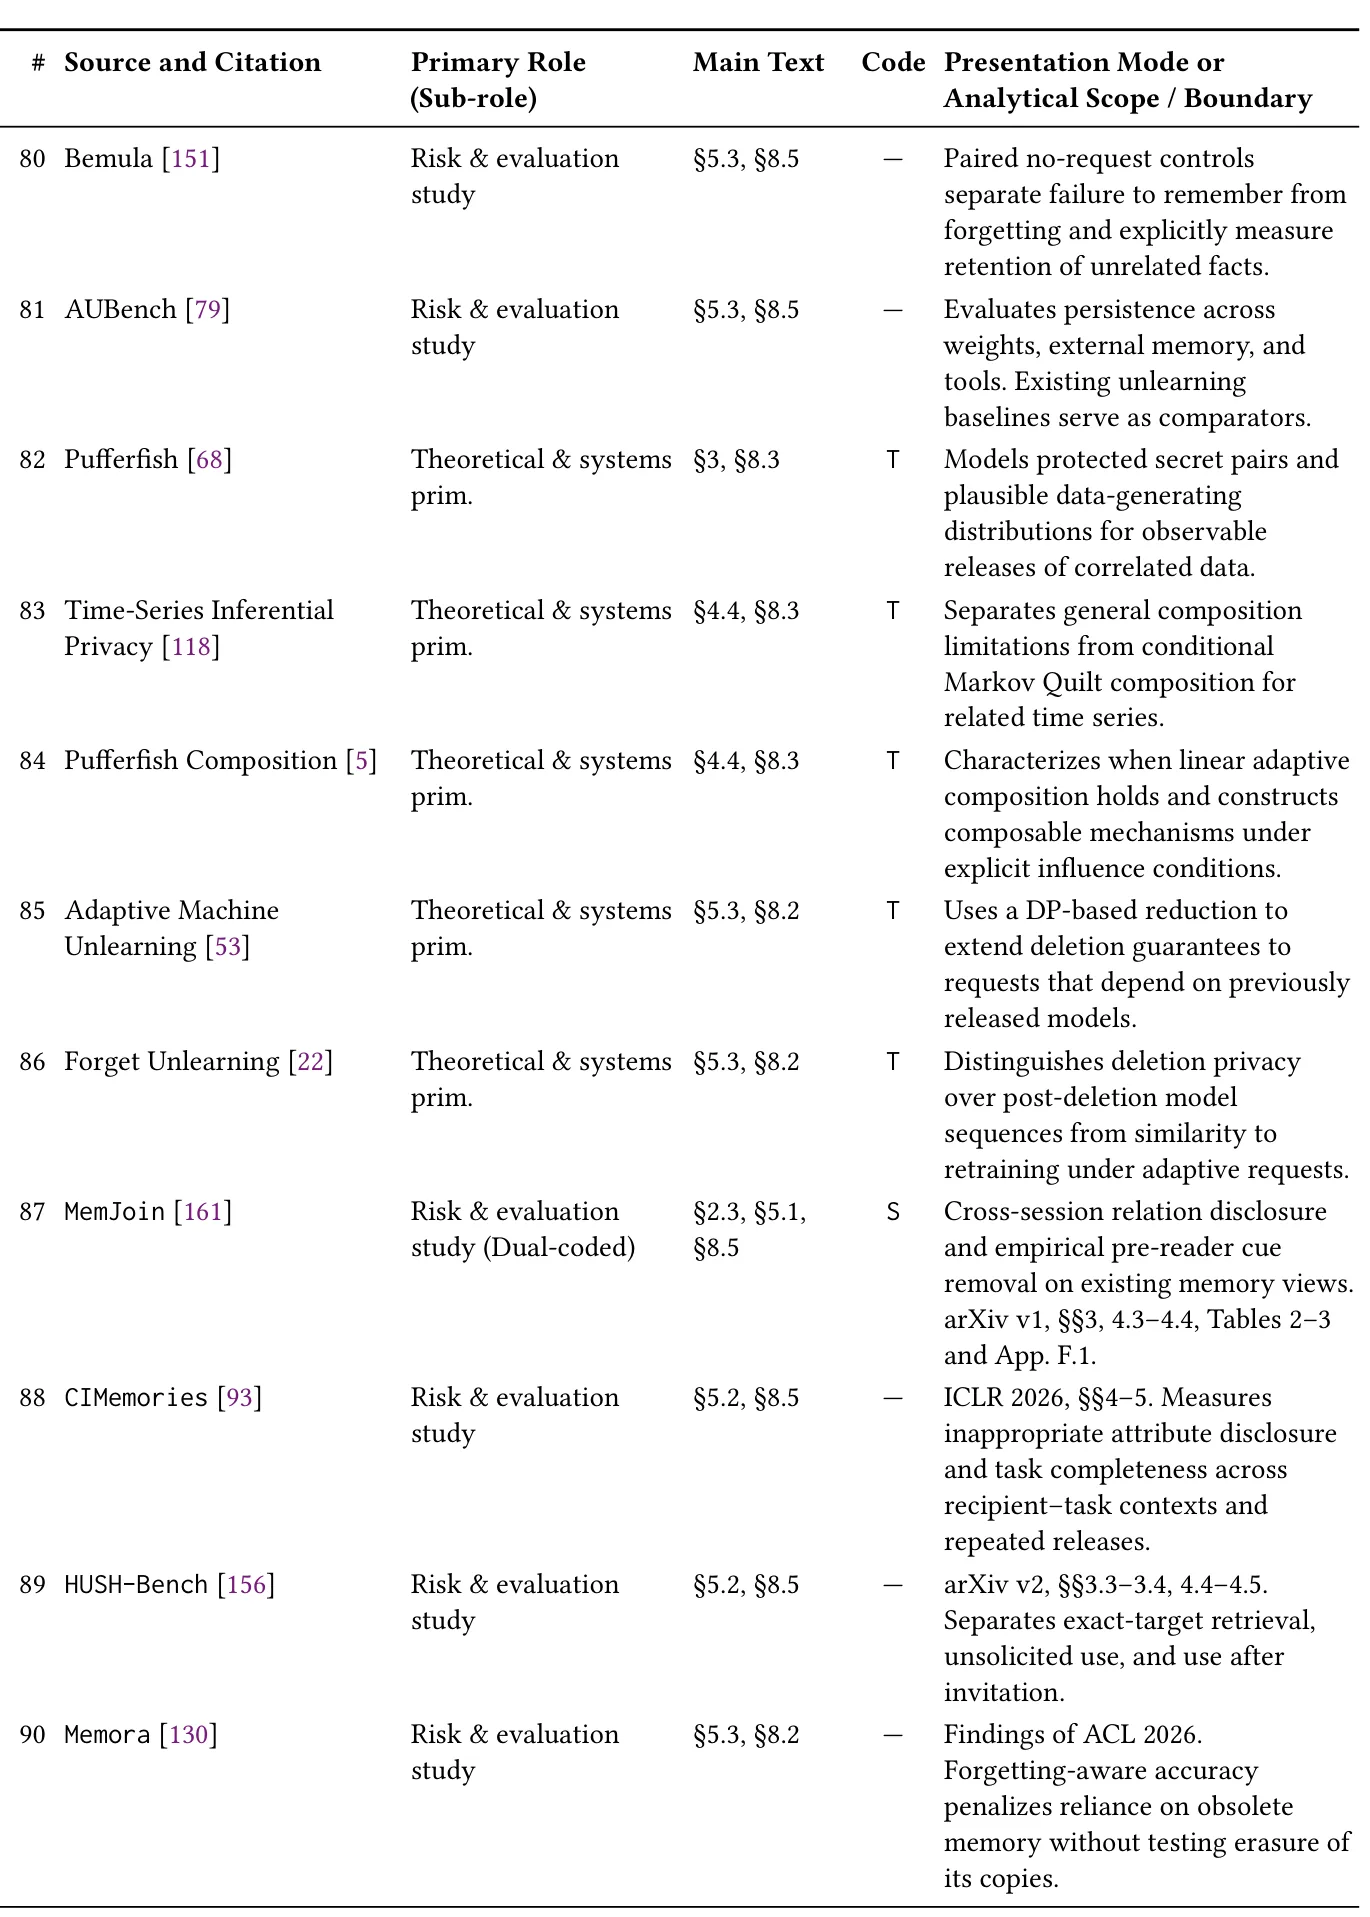 # Source and Citation Primary Role Main Text Code Presentation Mode or
(Sub-role) Analytical Scope / Boundary
80 Bemula [151] Risk & evaluation §5.3, §8.5 — Paired no-request controls
study separate failure to remember from
forgetting and explicitly measure
retention of unrelated facts.
81 AUBench [79] Risk & evaluation §5.3, §8.5 — Evaluates persistence across
study weights, external memory, and
tools. Existing unlearning
baselines serve as comparators.
82 Pufferfish [68] Theoretical & systems §3, §8.3 T Models protected secret pairs and
prim. plausible data-generating
distributions for observable
releases of correlated data.
83 Time-Series Inferential Theoretical & systems §4.4, §8.3 T Separates general composition
Privacy [118] prim. limitations from conditional
Markov Quilt composition for
related time series.
84 Pufferfish Composition [5] Theoretical & systems §4.4, §8.3 T Characterizes when linear adaptive
prim. composition holds and constructs
composable mechanisms under
explicit influence conditions.
85 Adaptive Machine Theoretical & systems §5.3, §8.2 T Uses a DP-based reduction to
Unlearning [53] prim. extend deletion guarantees to
requests that depend on previously
released models.
86 Forget Unlearning [22] Theoretical & systems §5.3, §8.2 T Distinguishes deletion privacy
prim. over post-deletion model
sequences from similarity to
retraining under adaptive requests.
87 MemJoin [161] Risk & evaluation §2.3, §5.1, S Cross-session relation disclosure
study (Dual-coded) §8.5 and empirical pre-reader cue
removal on existing memory views.
arXiv v1, §§3, 4.3–4.4, Tables 2–3
and App. F.1.
88 CIMemories [93] Risk & evaluation §5.2, §8.5 — ICLR 2026, §§4–5. Measures
study inappropriate attribute disclosure
and task completeness across
recipient–task contexts and
repeated releases.
89 HUSH-Bench [156] Risk & evaluation §5.2, §8.5 — arXiv v2, §§3.3–3.4, 4.4–4.5.
study Separates exact-target retrieval,
unsolicited use, and use after
invitation.
90 Memora [130] Risk & evaluation §5.3, §8.2 — Findings of ACL 2026.
study Forgetting-aware accuracy
penalizes reliance on obsolete
memory without testing erasure of
its copies.